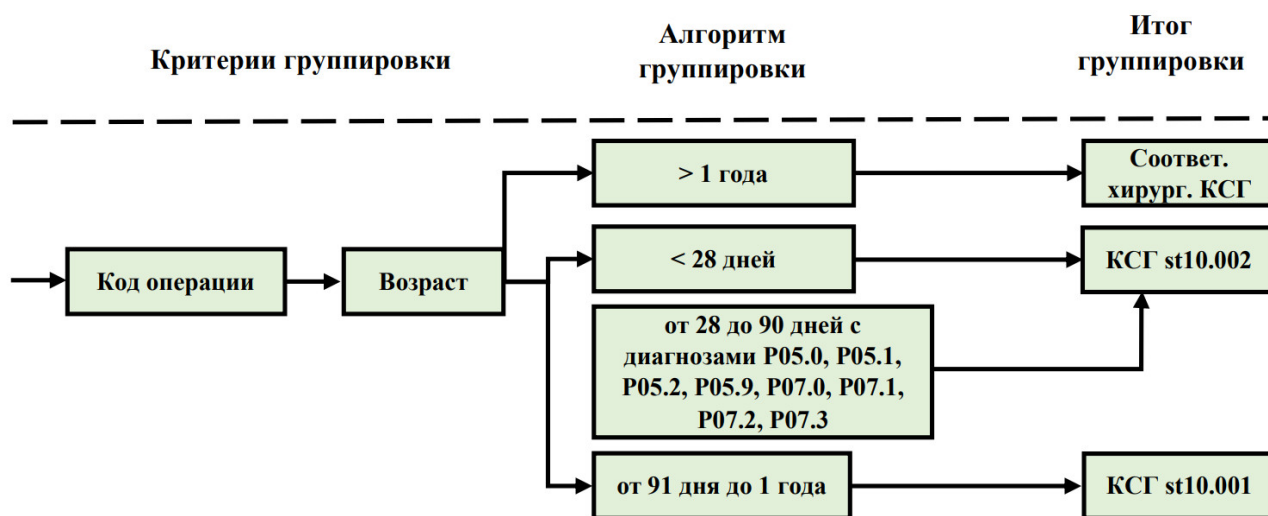 Критерии группировки
Алгоритм
группировки
Итог
группировки
> 1 года
Соответ.
хирург. КСГ
Код операции
Возраст
< 28 дней
КСГ st10.002
от 28 до 90 дней с
диагнозами P05.0, P05.1,
P05.2, P05.9, P07.0, P07.1,
P07.2, P07.3
от 91 дня до 1 года
КСГ st10.001